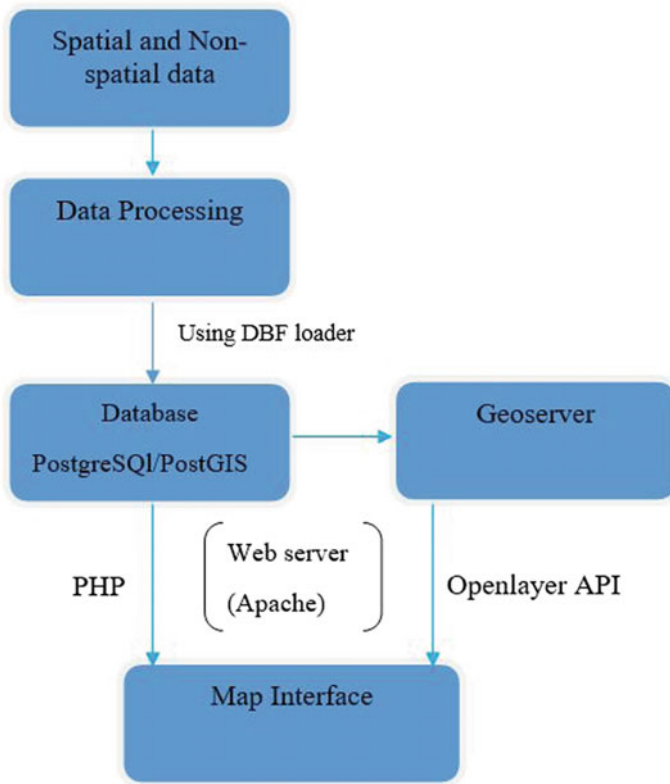 Spatial and Non-
spatial data
Data Processing
Using DBF loader
Database
PostgreSQl/PostGIS
Geoserver
PHP
Web server
(Apache)
Openlayer API
Map Interface